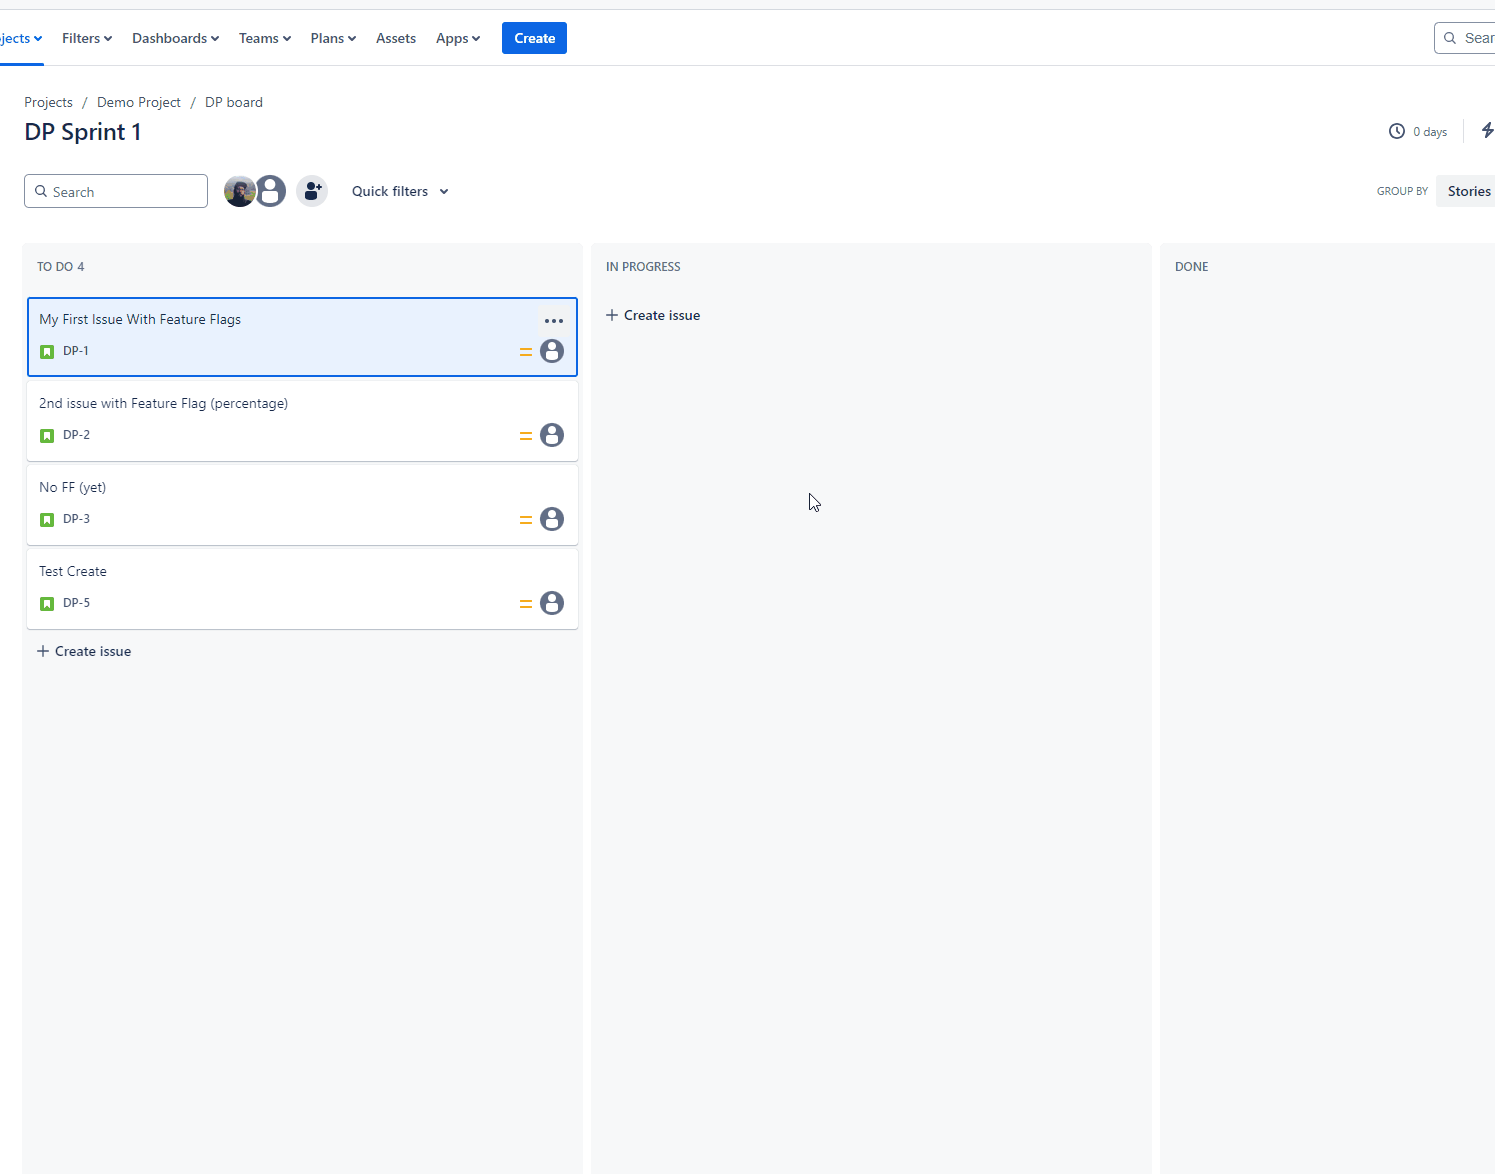 jects Filters Dashboards Teams Plans Assets Apps Create Sear
Projects / Demo Project / DP board
DP Sprint 1
0 days
Search Quick filters GROUP BY Stories
TO DO 4
My First Issue With Feature Flags
DP-1
2nd issue with Feature Flag (percentage)
DP-2
No FF (yet)
DP-3
Test Create
DP-5
+ Create issue
IN PROGRESS
+ Create issue
DONE